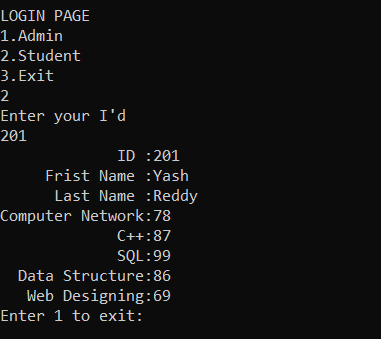 LOGIN PAGE
1.Admin
2.Student
3.Exit
2
Enter your I'd
201
ID :201
Frist Name :Yash
Last Name :Reddy
Computer Network:78
C++:87
SQL:99
Data Structure:86
Web Designing:69
Enter 1 to exit: